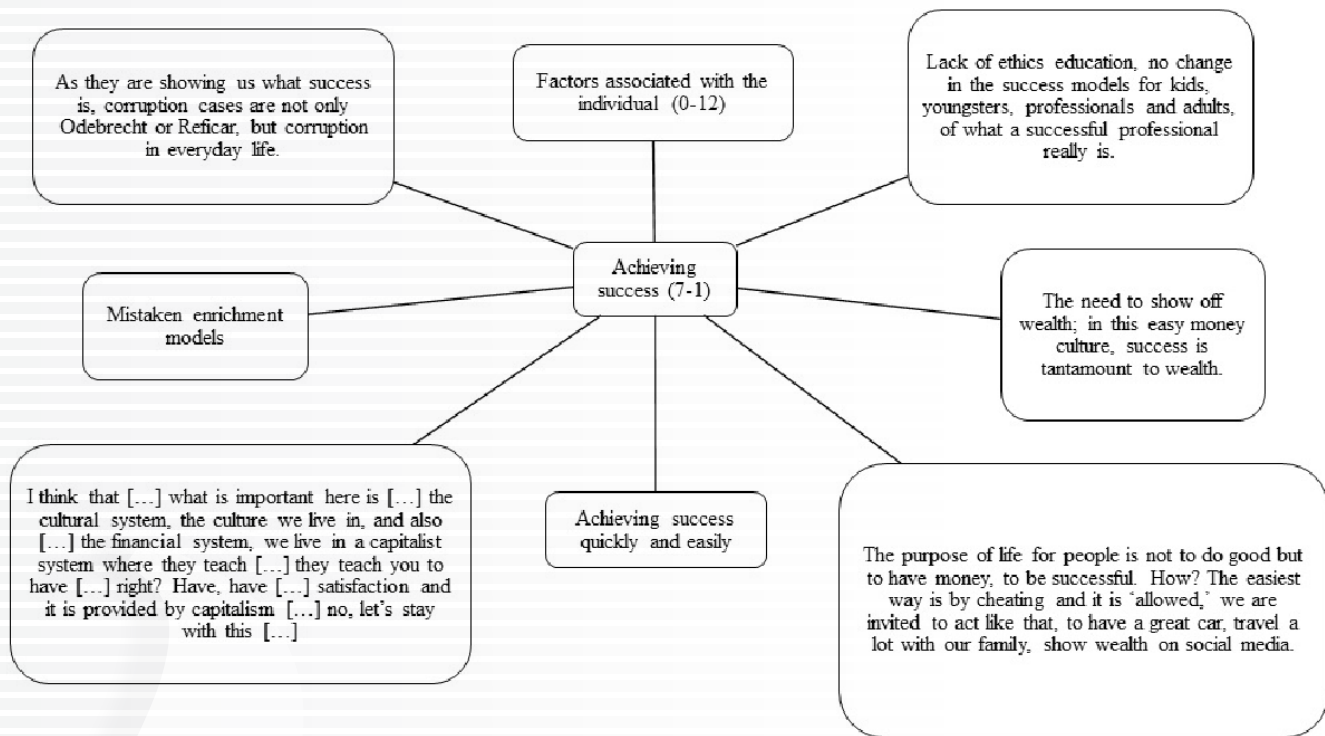 As they are showing us what success
is, corruption cases are not only
Odebrecht or Reficar, but corruption
in everyday life.
Factors associated with the
individual (0-12)
Lack of ethics education, no change
in the success models for kids,
youngsters, professionals and adults,
of what a successful professional
really is.
Achieving
success (7-1)
Mistaken enrichment
models
The need to show off
wealth; in this easy money
culture, success is
tantamount to wealth.
I think that […] what is important here is […] the
cultural system, the culture we live in, and also
[…] the financial system, we live in a capitalist
system where they teach […] they teach you to
have […] right? Have, have […] satisfaction and
it is provided by capitalism […] no, let's stay
with this […]
Achieving success
quickly and easily
The purpose of life for people is not to do good but
to have money, to be successful. How? The easiest
way is by cheating and it is 'allowed,' we are
invited to act like that, to have a great car, travel a
lot with our family, show wealth on social media.